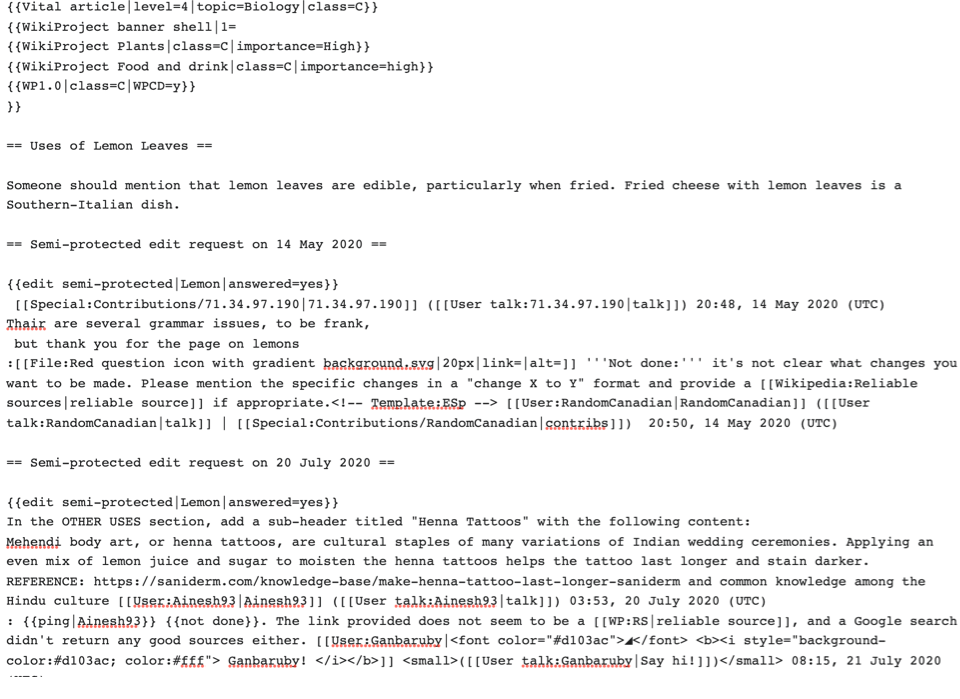 {{Vital article|level=4|topic=Biology|class=C}}
{{WikiProject banner shell|1=
{{WikiProject Plants|class=C|importance=High}}
{{WikiProject Food and drink|class=C|importance=high}}
{{WP1.0|class=C|WPCD=y}}
}}
== Uses of Lemon Leaves ==
Someone should mention that lemon leaves are edible, particularly when fried. Fried cheese with lemon leaves is a
Southern-Italian dish.
== Semi-protected edit request on 14 May 2020 ==
{{edit semi-protected|Lemon|answered=yes}}
[[Special:Contributions/71.34.97.190|71.34.97.190]] ([[User talk:71.34.97.190|talk]]) 20:48, 14 May 2020 (UTC)
Thair are several grammar issues, to be frank,
but thank you for the page on lemons
:[[File:Red question icon with gradient background.svg|20px|link=|alt=]] '''Not done:''' it's not clear what changes you
want to be made. Please mention the specific changes in a "change X to Y" format and provide a [[Wikipedia:Reliable
sources|reliable source]] if appropriate.<!-- Template:ESp --> [[User:RandomCanadian|RandomCanadian]] ([[User
talk:RandomCanadian|talk]] | [[Special:Contributions/RandomCanadian|contribs]])  20:50, 14 May 2020 (UTC)
== Semi-protected edit request on 20 July 2020 ==
{{edit semi-protected|Lemon|answered=yes}}
In the OTHER USES section, add a sub-header titled "Henna Tattoos" with the following content:
Mehendi body art, or henna tattoos, are cultural staples of many variations of Indian wedding ceremonies. Applying an
even mix of lemon juice and sugar to moisten the henna tattoos helps the tattoo last longer and stain darker.
REFERENCE: https://saniderm.com/knowledge-base/make-henna-tattoo-last-longer-saniderm and common knowledge among the
Hindu culture [[User:Ainesh93|Ainesh93]] ([[User talk:Ainesh93|talk]]) 03:53, 20 July 2020 (UTC)
: {{ping|Ainesh93}} {{not done}}. The link provided does not seem to be a [[WP:RS|reliable source]], and a Google search
didn't return any good sources either. [[User:Ganbaruby|<font color="#d103ac">◢</font> <b><i style="background-
color:#d103ac; color:#fff"> Ganbaruby! </i></b>]] <small>([[User talk:Ganbaruby|Say hi!]])</small> 08:15, 21 July 2020